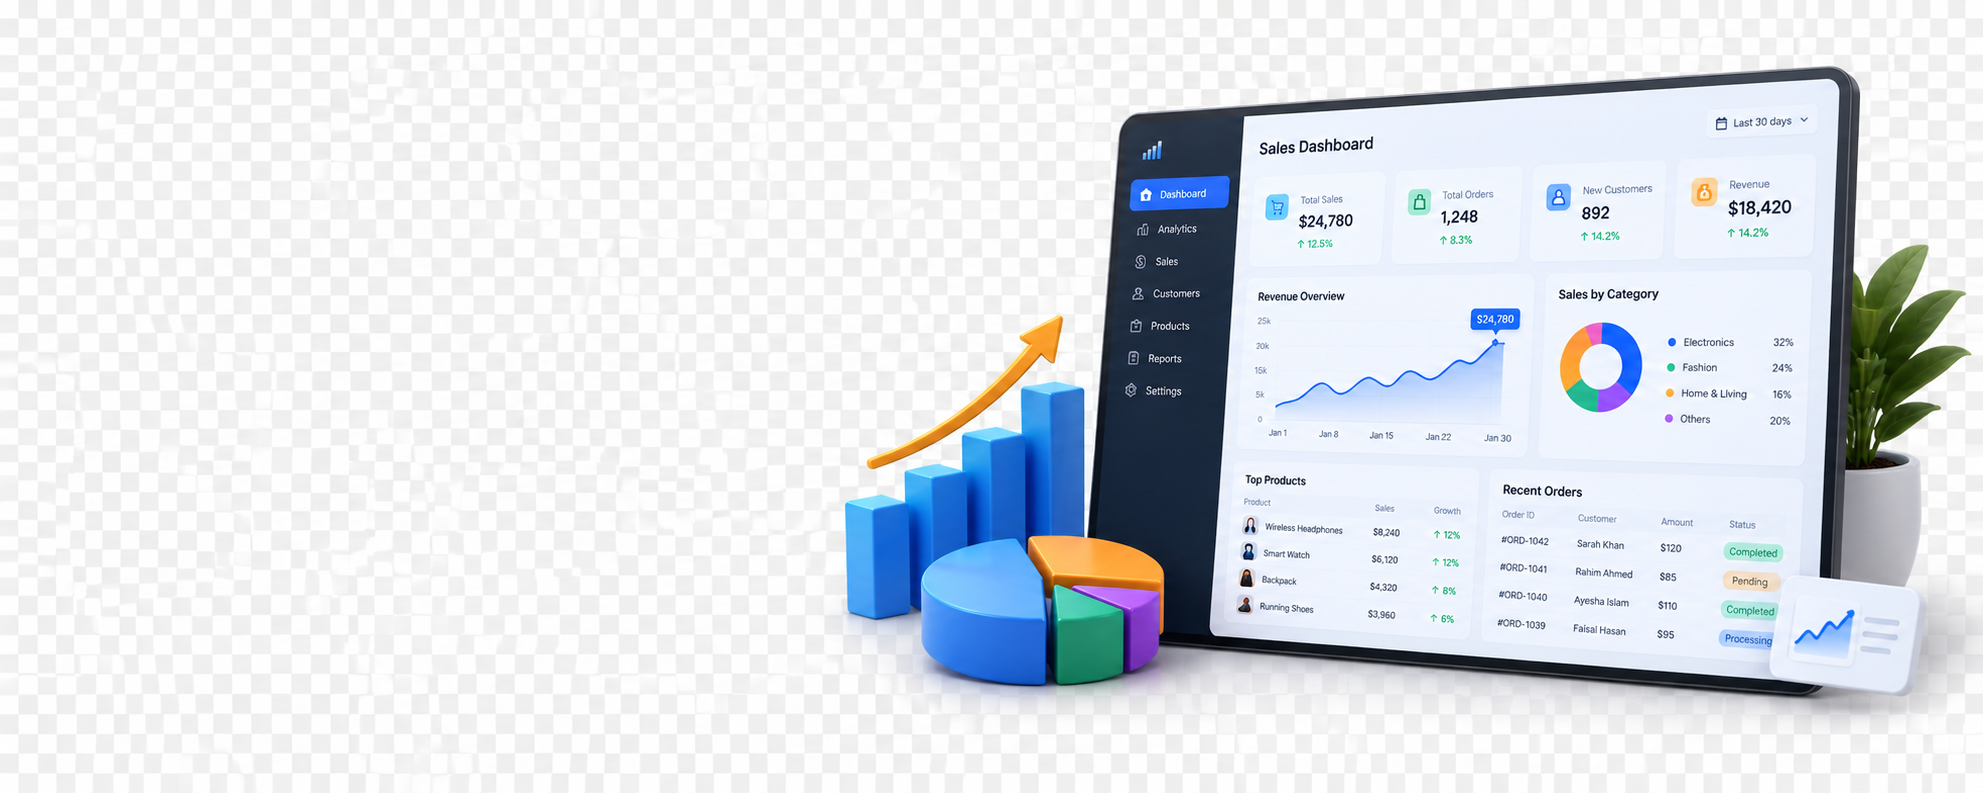 Sales Dashboard
Last 30 days
Dashboard
Analytics
Sales
Customers
Products
Reports
Settings
Total Sales
$24,780
↑ 12.5%
Total Orders
1,248
↑ 8.3%
New Customers
892
↑ 14.2%
Revenue
$18,420
↑ 14.2%
Revenue Overview
$24,780
25k
20k
15k
5k
0
Jan 1 Jan 8 Jan 15 Jan 22 Jan 30
Sales by Category
Electronics 32%
Fashion 24%
Home & Living 16%
Others 20%
Top Products
Product Sales Growth
Wireless Headphones $8,240 ↑ 12%
Smart Watch $6,120 ↑ 12%
Backpack $4,320 ↑ 8%
Running Shoes $3,960 ↑ 6%
Recent Orders
Order ID Customer Amount Status
#ORD-1042 Sarah Khan $120 Completed
#ORD-1041 Rahim Ahmed $85 Pending
#ORD-1040 Ayesha Islam $110 Completed
#ORD-1039 Faisal Hasan $95 Processing